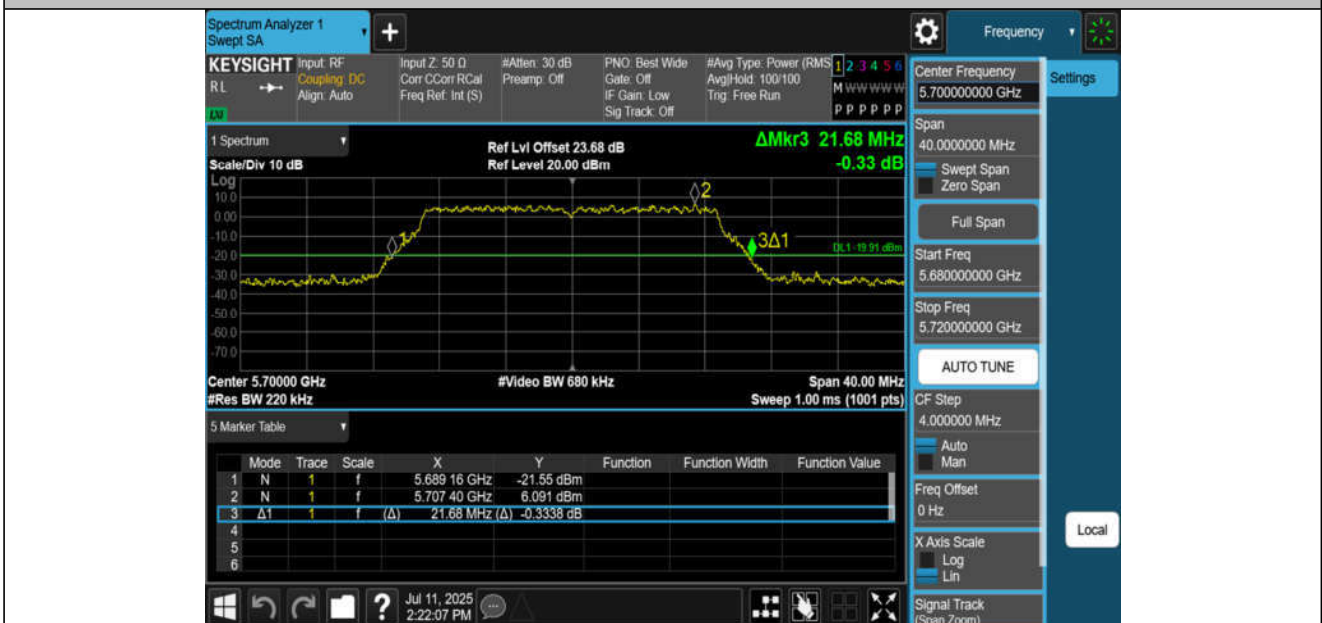 Spectrum Analyzer 1
Swept SA
+
Frequency
KEYSIGHT
RL
LV
Input: RF
Coupling: DC
Align: Auto
Input Z: 50 Ω
Corr CCorr RCal
Freq Ref: Int (S)
#Atten: 30 dB
Preamp: Off
PNO: Best Wide
Gate: Off
IF Gain: Low
Sig Track: Off
#Avg Type: Power (RMS
Avg|Hold: 100/100
Trig: Free Run
1 2 3 4 5 6
M W W W W W
P P P P P P
1 Spectrum
Scale/Div 10 dB
Ref Lvl Offset 23.68 dB
Ref Level 20.00 dBm
ΔMkr3 21.68 MHz
-0.33 dB
Log
10.0
0.00
-10.0
-20.0
-30.0
-40.0
-50.0
-60.0
-70.0
1
2
3Δ1
DL1 -19.91 dBm
Center 5.70000 GHz
#Video BW 680 kHz
Span 40.00 MHz
#Res BW 220 kHz
Sweep 1.00 ms (1001 pts)
5 Marker Table
Mode Trace Scale X Y Function Function Width Function Value
1 N 1 f 5.689 16 GHz -21.55 dBm
2 N 1 f 5.707 40 GHz 6.091 dBm
3 Δ1 1 f (Δ) 21.68 MHz (Δ) -0.3338 dB
4
5
6
?
Jul 11, 2025
2:22:07 PM
Center Frequency
5.700000000 GHz
Span
40.0000000 MHz
Swept Span
Zero Span
Full Span
Start Freq
5.680000000 GHz
Stop Freq
5.720000000 GHz
AUTO TUNE
CF Step
4.000000 MHz
Auto
Man
Freq Offset
0 Hz
X Axis Scale
Log
Lin
Signal Track
(Span Zoom)
Settings
Local